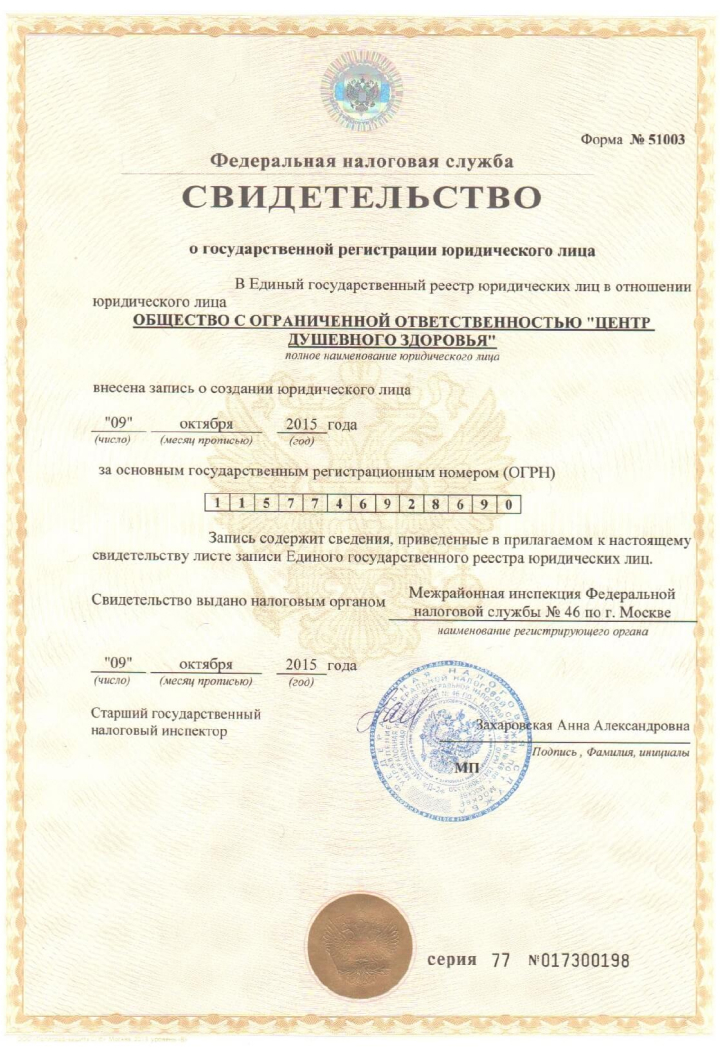 Форма № 51003
Федеральная налоговая служба
СВИДЕТЕЛЬСТВО
о государственной регистрации юридического лица
В Единый государственный реестр юридических лиц в отношении
юридического лица
ОБЩЕСТВО С ОГРАНИЧЕННОЙ ОТВЕТСТВЕННОСТЬЮ "ЦЕНТР
ДУШЕВНОГО ЗДОРОВЬЯ"
полное наименование юридического лица
внесена запись о создании юридического лица
"09" октября 2015 года
(число) (месяц прописью) (год)
за основным государственным регистрационным номером (ОГРН)
1 1 5 7 7 4 6 9 2 8 6 9 0
Запись содержит сведения, приведенные в прилагаемом к настоящему
свидетельству листе записи Единого государственного реестра юридических лиц.
Свидетельство выдано налоговым органом Межрайонная инспекция Федеральной
налоговой службы № 46 по г. Москве
наименование регистрирующего органа
"09" октября 2015 года
(число) (месяц прописью) (год)
Старший государственный
налоговый инспектор
Захаровская Анна Александровна
Подпись , Фамилия, инициалы
МП
серия 77 №017300198